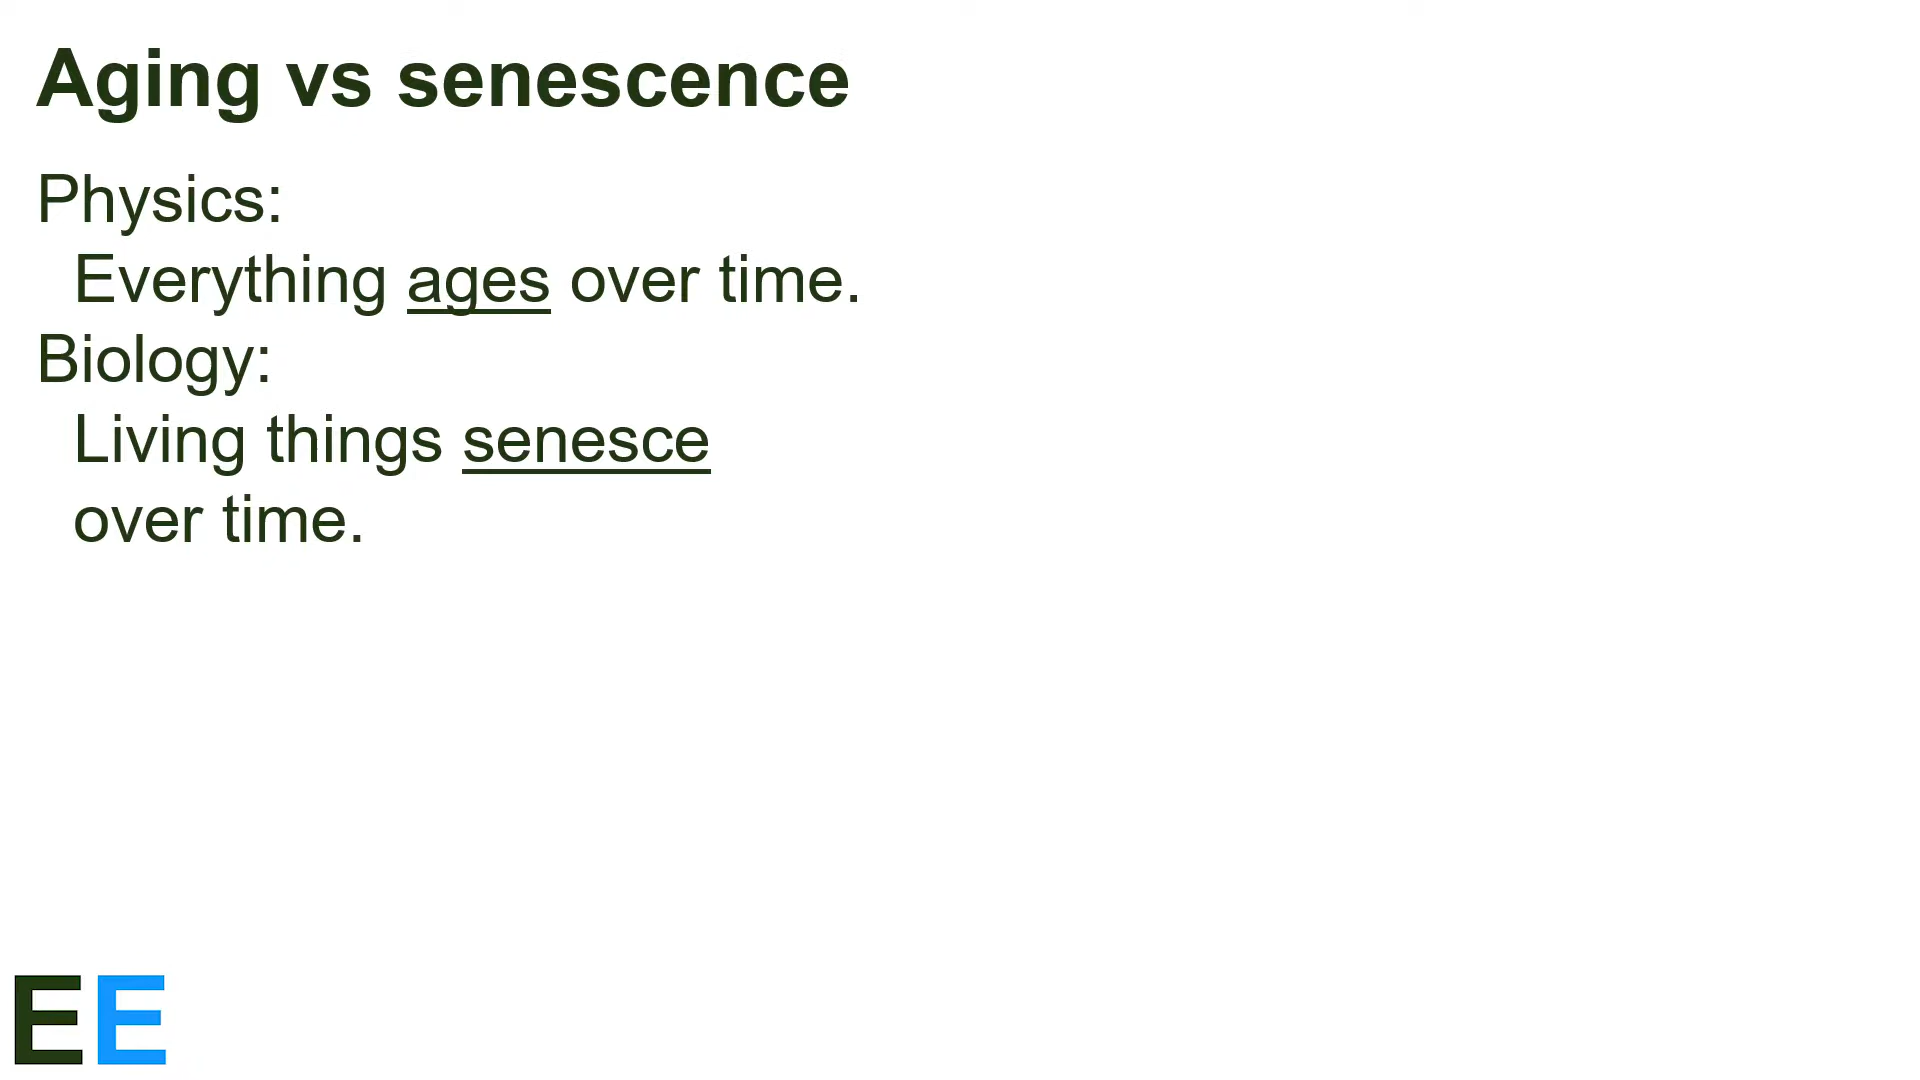 Aging vs senescence
Physics:
Everything ages over time.
Biology:
Living things senesce
over time.
EE